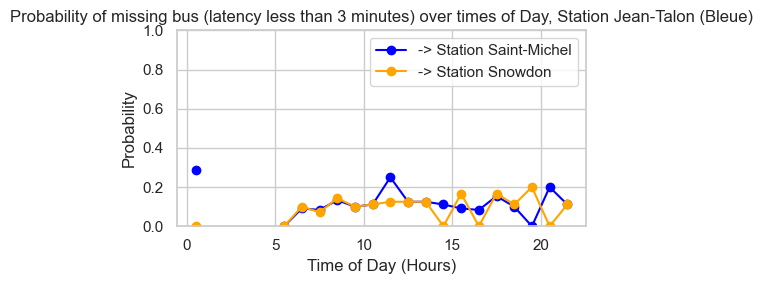 Probability of missing bus (latency less than 3 minutes) over times of Day, Station Jean-Talon (Bleue)
1.0
-> Station Saint-Michel
-> Station Snowdon
0.8
0.6
0.4
0.2
0.0
Probability
0 5 10 15 20
Time of Day (Hours)